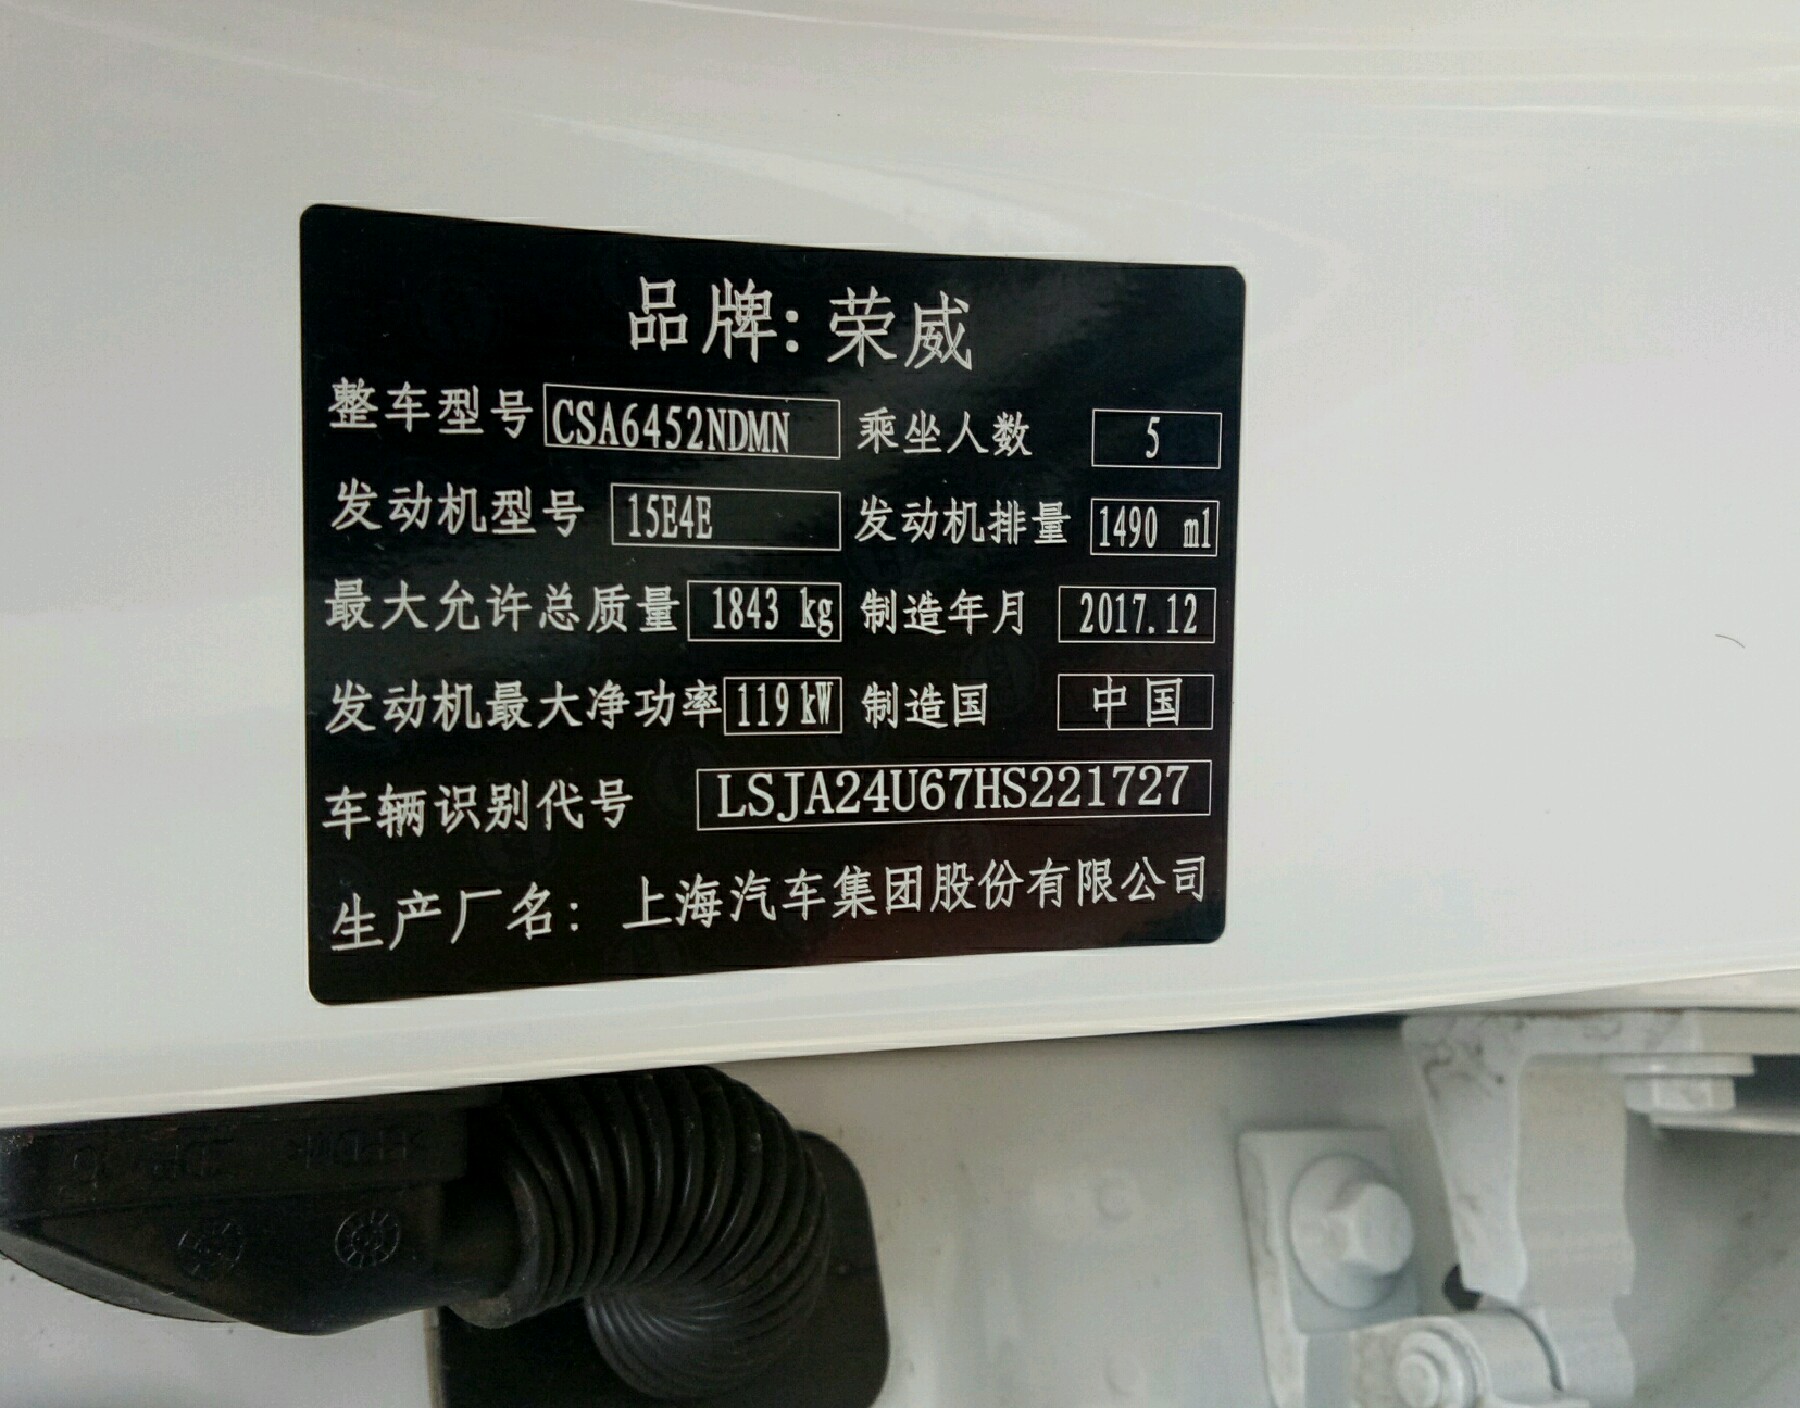 品牌：荣威
整车型号 CSA6452NDMN 乘坐人数 5
发动机型号 15E4E 发动机排量 1490 ml
最大允许总质量 1843 kg 制造年月 2017.12
发动机最大净功率 119 kW 制造国 中国
车辆识别代号 LSJA24U67HS221727
生产厂名：上海汽车集团股份有限公司